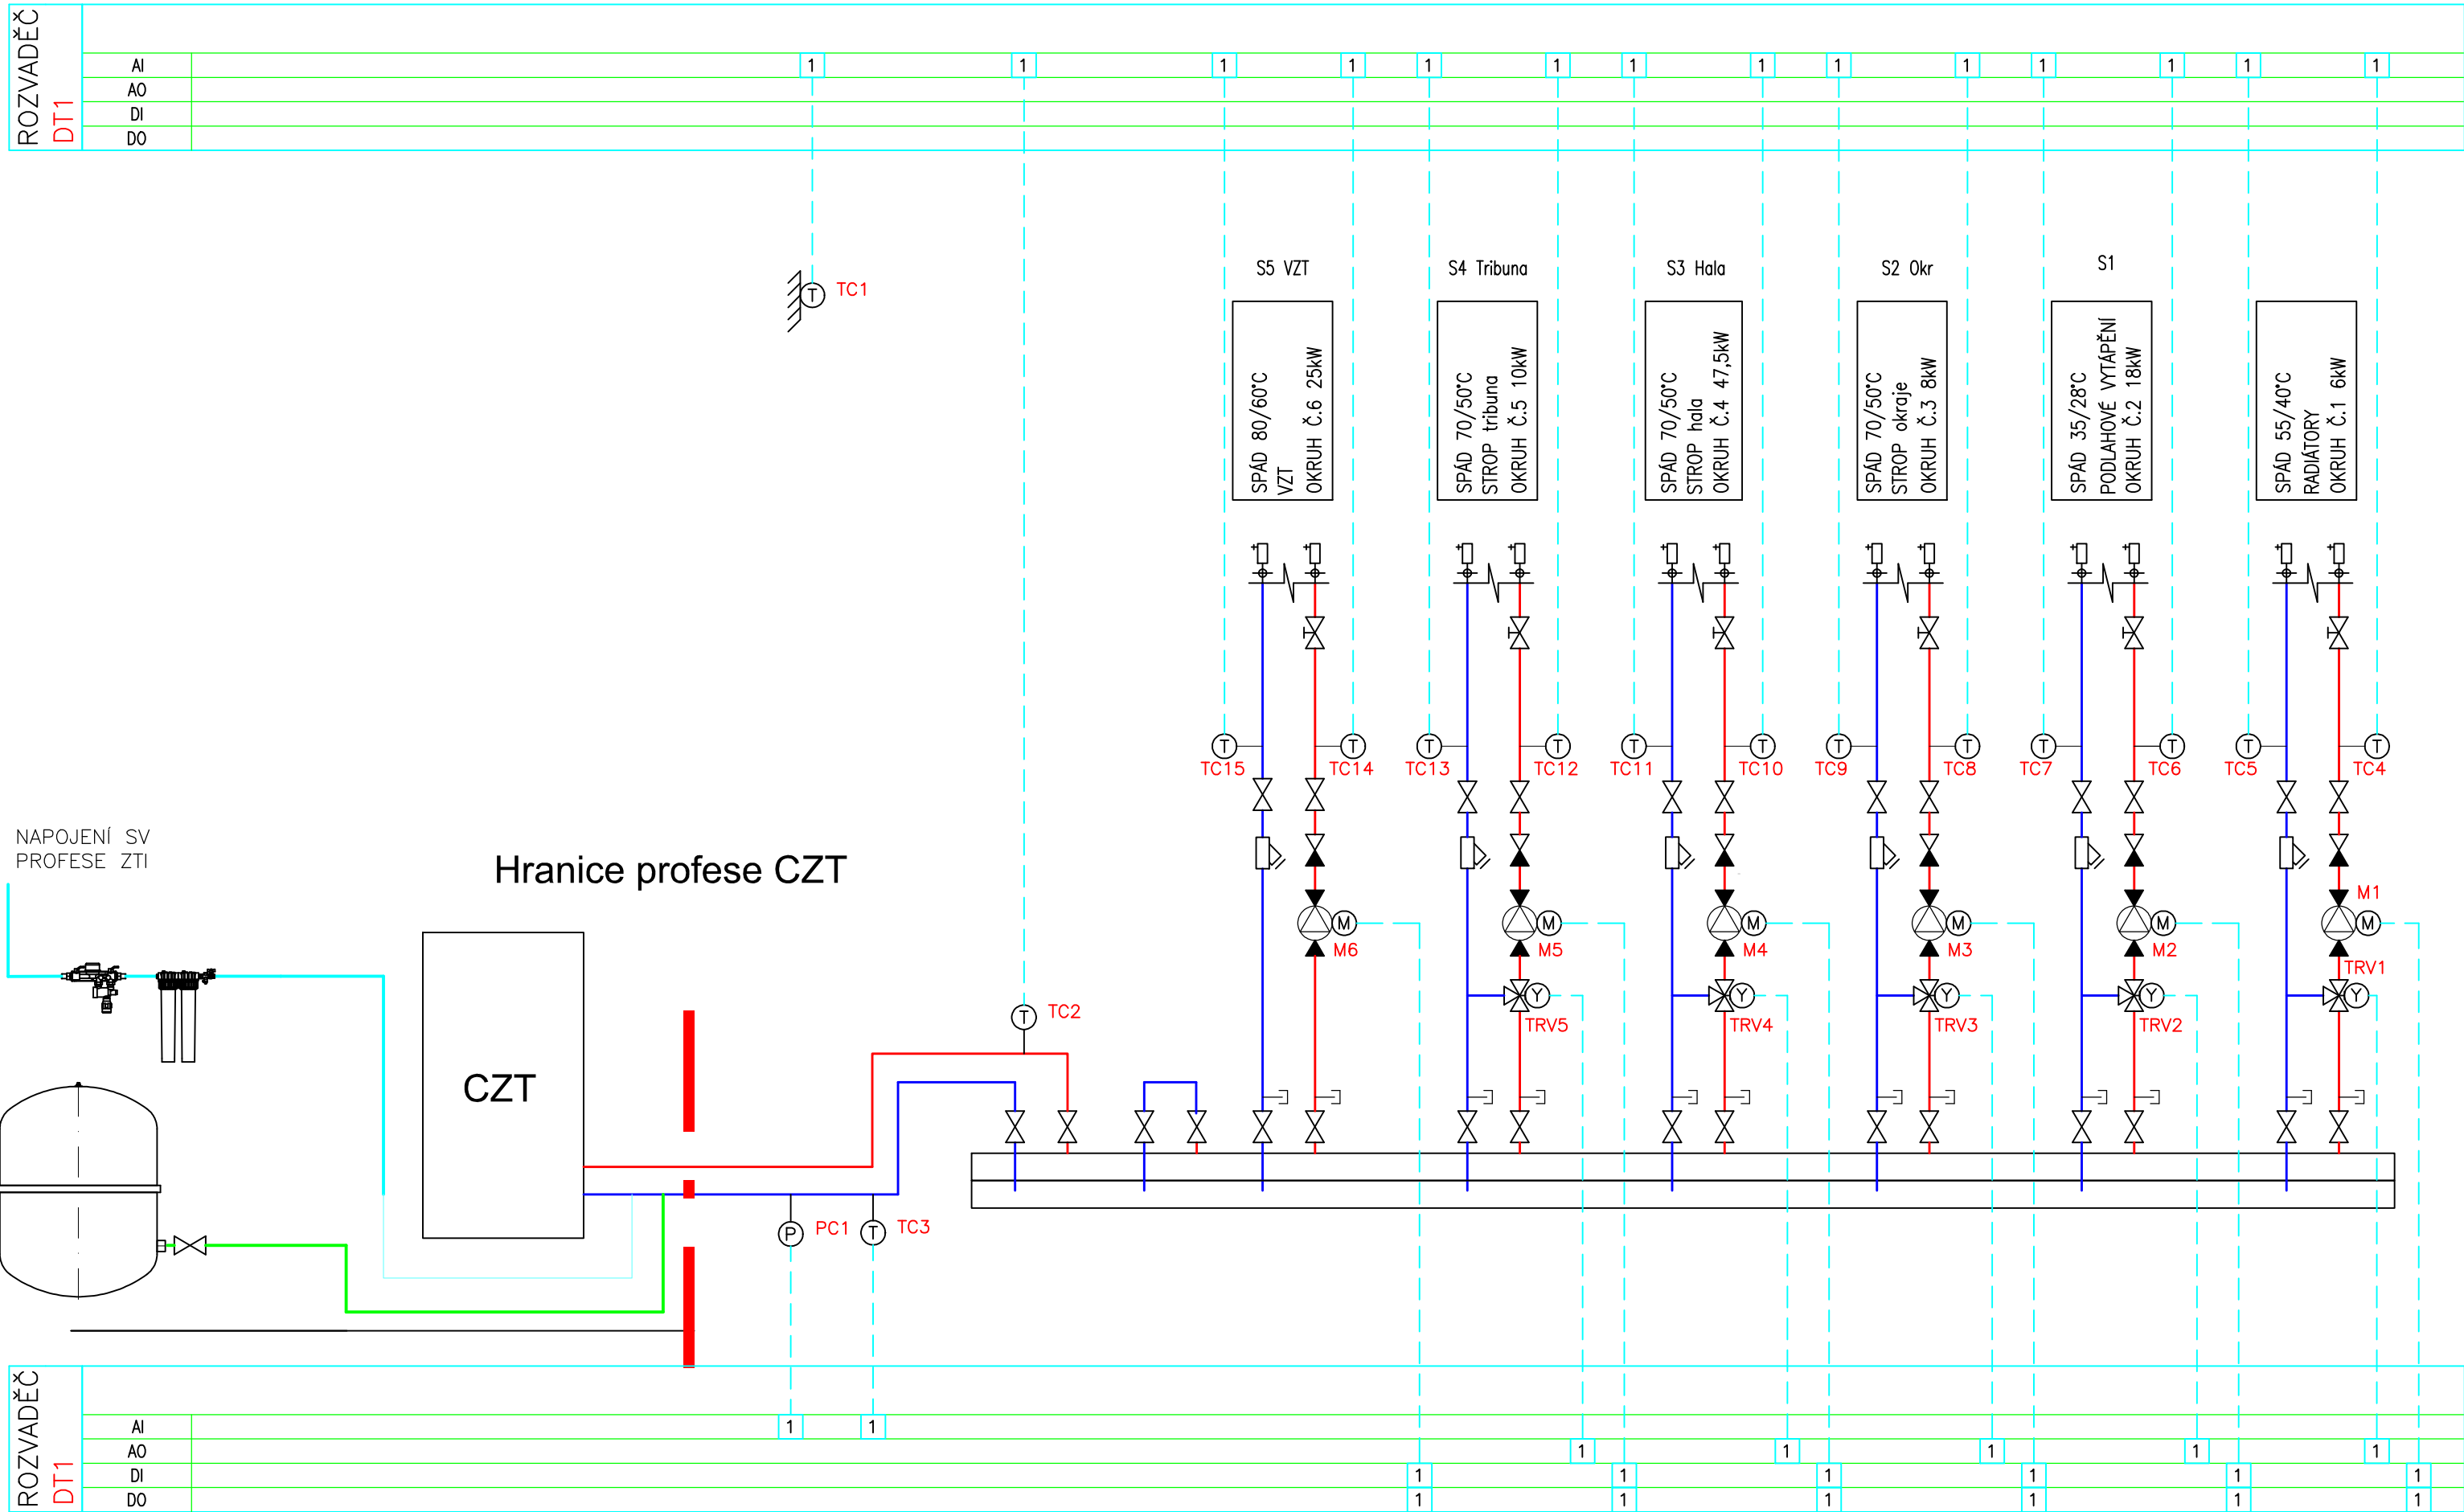 ROZVADĚČ
DT1
AI
AO
DI
DO
1 1 1 1 1 1 1 1 1 1 1 1 1 1
T TC1
S5 VZT
S4 Tribuna
S3 Hala
S2 Okr
S1
SPÁD 80/60°C
VZT
OKRUH Č.6 25kW
SPÁD 70/50°C
STROP tribuna
OKRUH Č.5 10kW
SPÁD 70/50°C
STROP hala
OKRUH Č.4 47,5kW
SPÁD 70/50°C
STROP okraje
OKRUH Č.3 8kW
SPÁD 35/28°C
PODLAHOVÉ VYTÁPĚNÍ
OKRUH Č.2 18kW
SPÁD 55/40°C
RADIÁTORY
OKRUH Č.1 6kW
T T T T T T T T T T T T
TC15 TC14 TC13 TC12 TC11 TC10 TC9 TC8 TC7 TC6 TC5 TC4
NAPOJENÍ SV
PROFESE ZTI
Hranice profese CZT
M1
M M M M M M
M6 M5 M4 M3 M2
TRV1
Y Y Y Y Y
TRV5 TRV4 TRV3 TRV2
T TC2
CZT
P PC1
T TC3
ROZVADĚČ
DT1
AI 1 1
AO 1 1 1 1 1
DI 1 1 1 1 1 1
DO 1 1 1 1 1 1